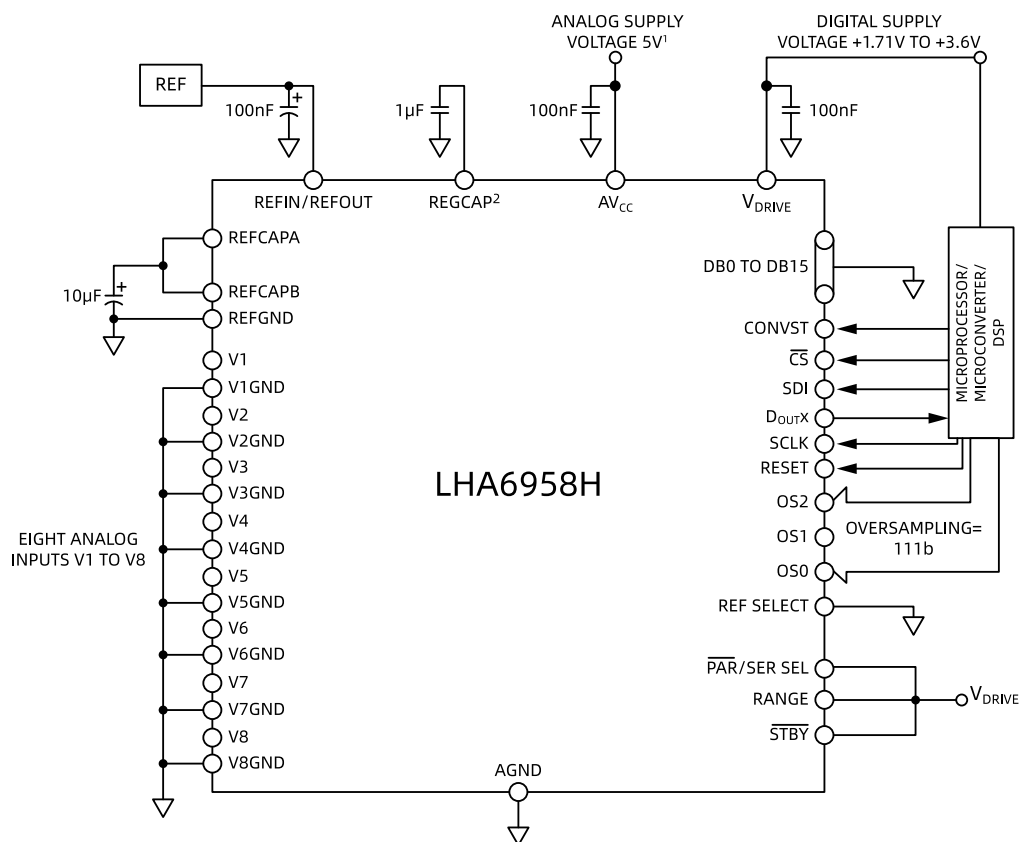 ANALOG SUPPLY
VOLTAGE 5V¹
DIGITAL SUPPLY
VOLTAGE +1.71V TO +3.6V
REF
100nF
+
1µF
100nF
100nF
REFIN/REFOUT
REGCAP²
AVCC
VDRIVE
REFCAPA
REFCAPB
REFGND
10µF
+
V1
V1GND
V2
V2GND
V3
V3GND
V4
V4GND
V5
V5GND
V6
V6GND
V7
V7GND
V8
V8GND
EIGHT ANALOG
INPUTS V1 TO V8
LHA6958H
AGND
DB0 TO DB15
CONVST
C̅S̅
SDI
DOUTX
SCLK
RESET
OS2
OS1
OS0
OVERSAMPLING=
111b
REF SELECT
P̅A̅R̅/SER SEL
RANGE
S̅T̅B̅Y̅
VDRIVE
MICROPROCESSOR/
MICROCONVERTER/
DSP